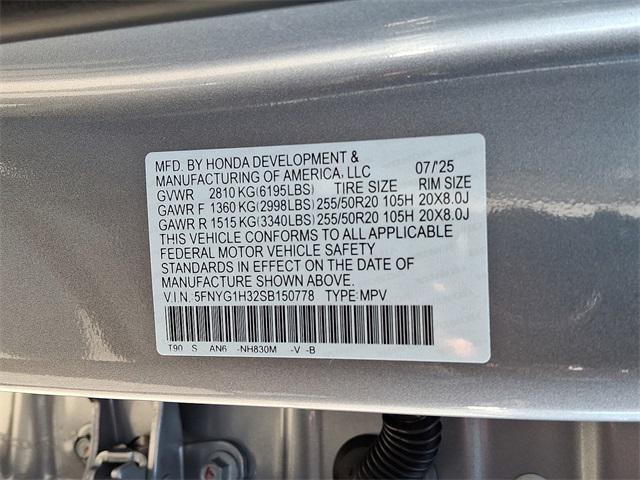 MFD. BY HONDA DEVELOPMENT & 07/'25
MANUFACTURING OF AMERICA, LLC
GVWR 2810 KG(6195LBS) TIRE SIZE RIM SIZE
GAWR F 1360 KG(2998LBS) 255/50R20 105H 20X8.0J
GAWR R 1515 KG(3340LBS) 255/50R20 105H 20X8.0J
THIS VEHICLE CONFORMS TO ALL APPLICABLE
FEDERAL MOTOR VEHICLE SAFETY
STANDARDS IN EFFECT ON THE DATE OF
MANUFACTURE SHOWN ABOVE.
V.I.N.:5FNYG1H32SB150778 TYPE:MPV
T90 S AN6 -NH830M -V -B